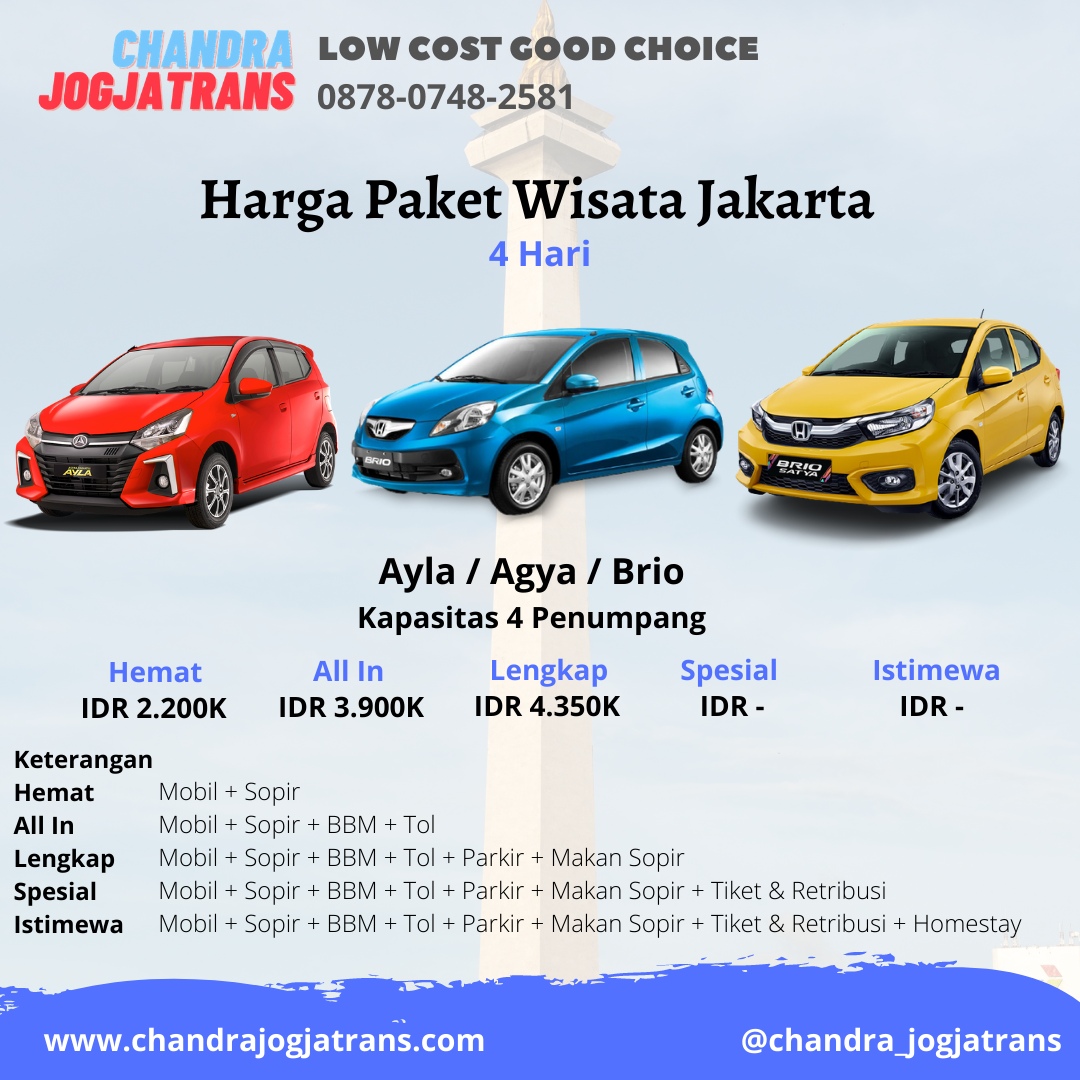 CHANDRA
JOGJATRANS
LOW COST GOOD CHOICE
0878-0748-2581
Harga Paket Wisata Jakarta
4 Hari
AYLA
BRIO
BRIO
SATYA
Ayla / Agya / Brio
Kapasitas 4 Penumpang
Hemat All In Lengkap Spesial Istimewa
IDR 2.200K IDR 3.900K IDR 4.350K IDR - IDR -
Keterangan
Hemat Mobil + Sopir
All In Mobil + Sopir + BBM + Tol
Lengkap Mobil + Sopir + BBM + Tol + Parkir + Makan Sopir
Spesial Mobil + Sopir + BBM + Tol + Parkir + Makan Sopir + Tiket & Retribusi
Istimewa Mobil + Sopir + BBM + Tol + Parkir + Makan Sopir + Tiket & Retribusi + Homestay
www.chandrajogjatrans.com
@chandra_jogjatrans